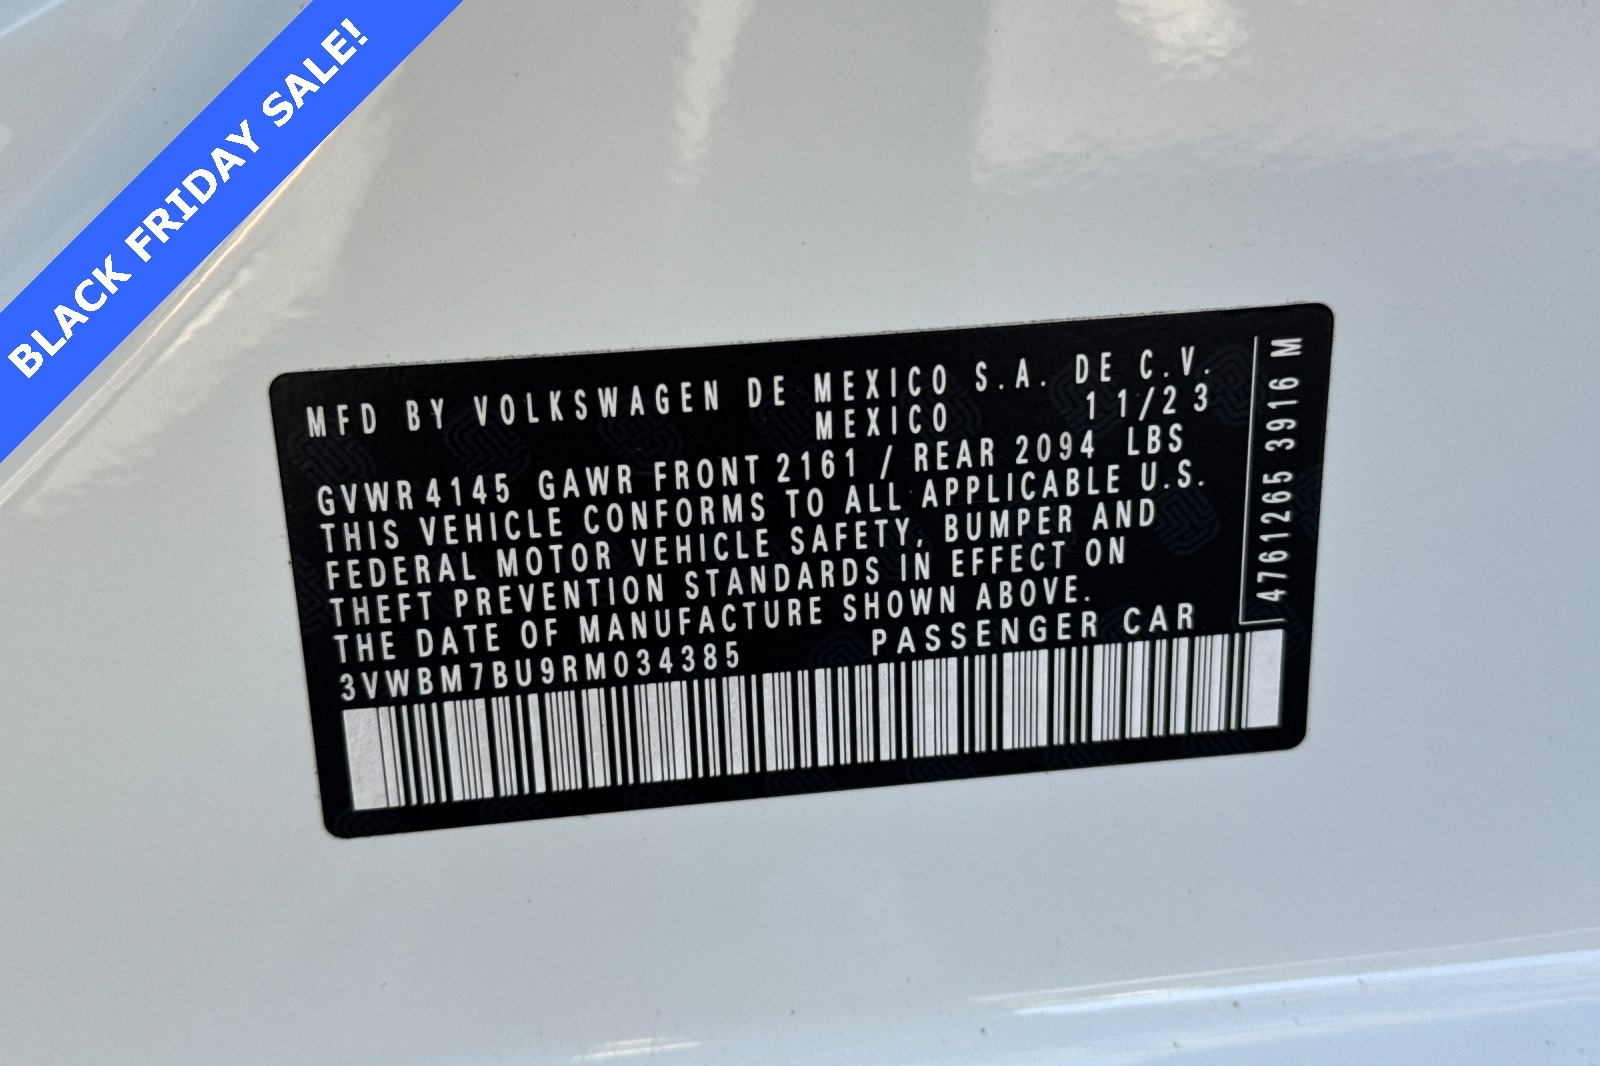 BLACK FRIDAY SALE!
MFD BY VOLKSWAGEN DE MEXICO S.A. DE C.V.
MEXICO 11/23
GVWR 4145 GAWR FRONT 2161 / REAR 2094 LBS
THIS VEHICLE CONFORMS TO ALL APPLICABLE U.S.
FEDERAL MOTOR VEHICLE SAFETY, BUMPER AND
THEFT PREVENTION STANDARDS IN EFFECT ON
THE DATE OF MANUFACTURE SHOWN ABOVE.
3VWBM7BU9RM034385 PASSENGER CAR
4761265 3916 M